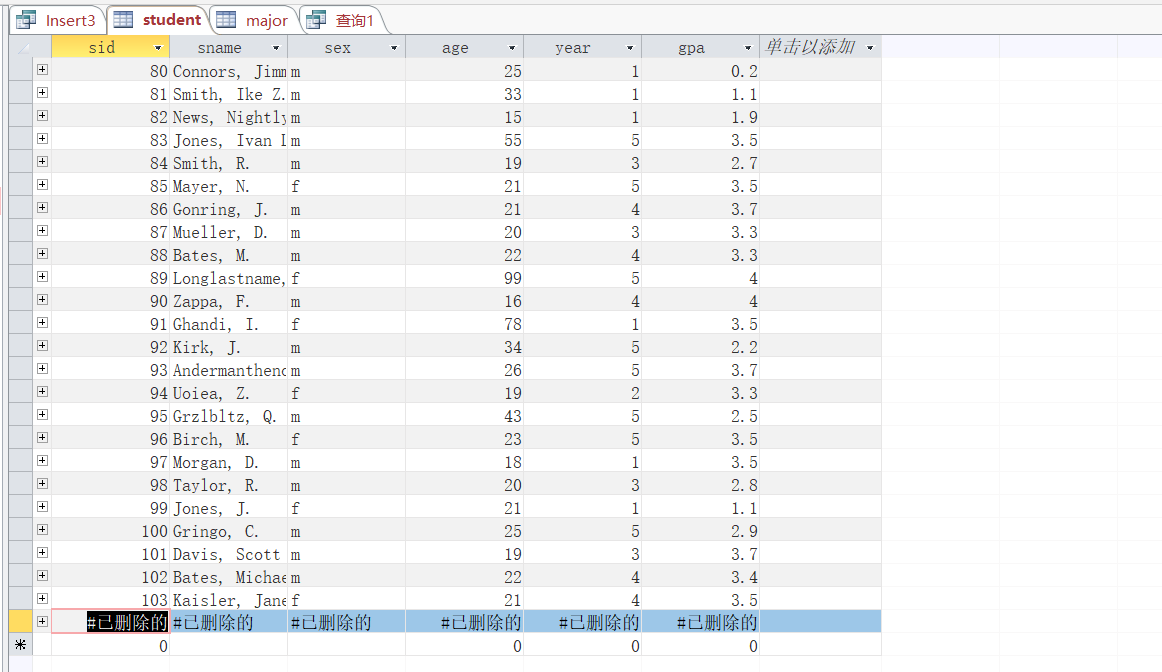 Insert3 student major 查询1
sid sname sex age year gpa 单击以添加
80 Connors, Jimm m 25 1 0.2
81 Smith, Ike Z. m 33 1 1.1
82 News, Nightly m 15 1 1.9
83 Jones, Ivan L m 55 5 3.5
84 Smith, R. m 19 3 2.7
85 Mayer, N. f 21 5 3.5
86 Gonring, J. m 21 4 3.7
87 Mueller, D. m 20 3 3.3
88 Bates, M. m 22 4 3.3
89 Longlastname, f 99 5 4
90 Zappa, F. m 16 4 4
91 Ghandi, I. f 78 1 3.5
92 Kirk, J. m 34 5 2.2
93 Andermanthenc m 26 5 3.7
94 Uoiea, Z. f 19 2 3.3
95 Grzlbltz, Q. m 43 5 2.5
96 Birch, M. f 23 5 3.5
97 Morgan, D. m 18 1 3.5
98 Taylor, R. m 20 3 2.8
99 Jones, J. f 21 1 1.1
100 Gringo, C. m 25 5 2.9
101 Davis, Scott m 19 3 3.7
102 Bates, Michae m 22 4 3.4
103 Kaisler, Jane f 21 4 3.5
#已删除的 #已删除的 #已删除的 #已删除的 #已删除的 #已删除的
0 0 0 0